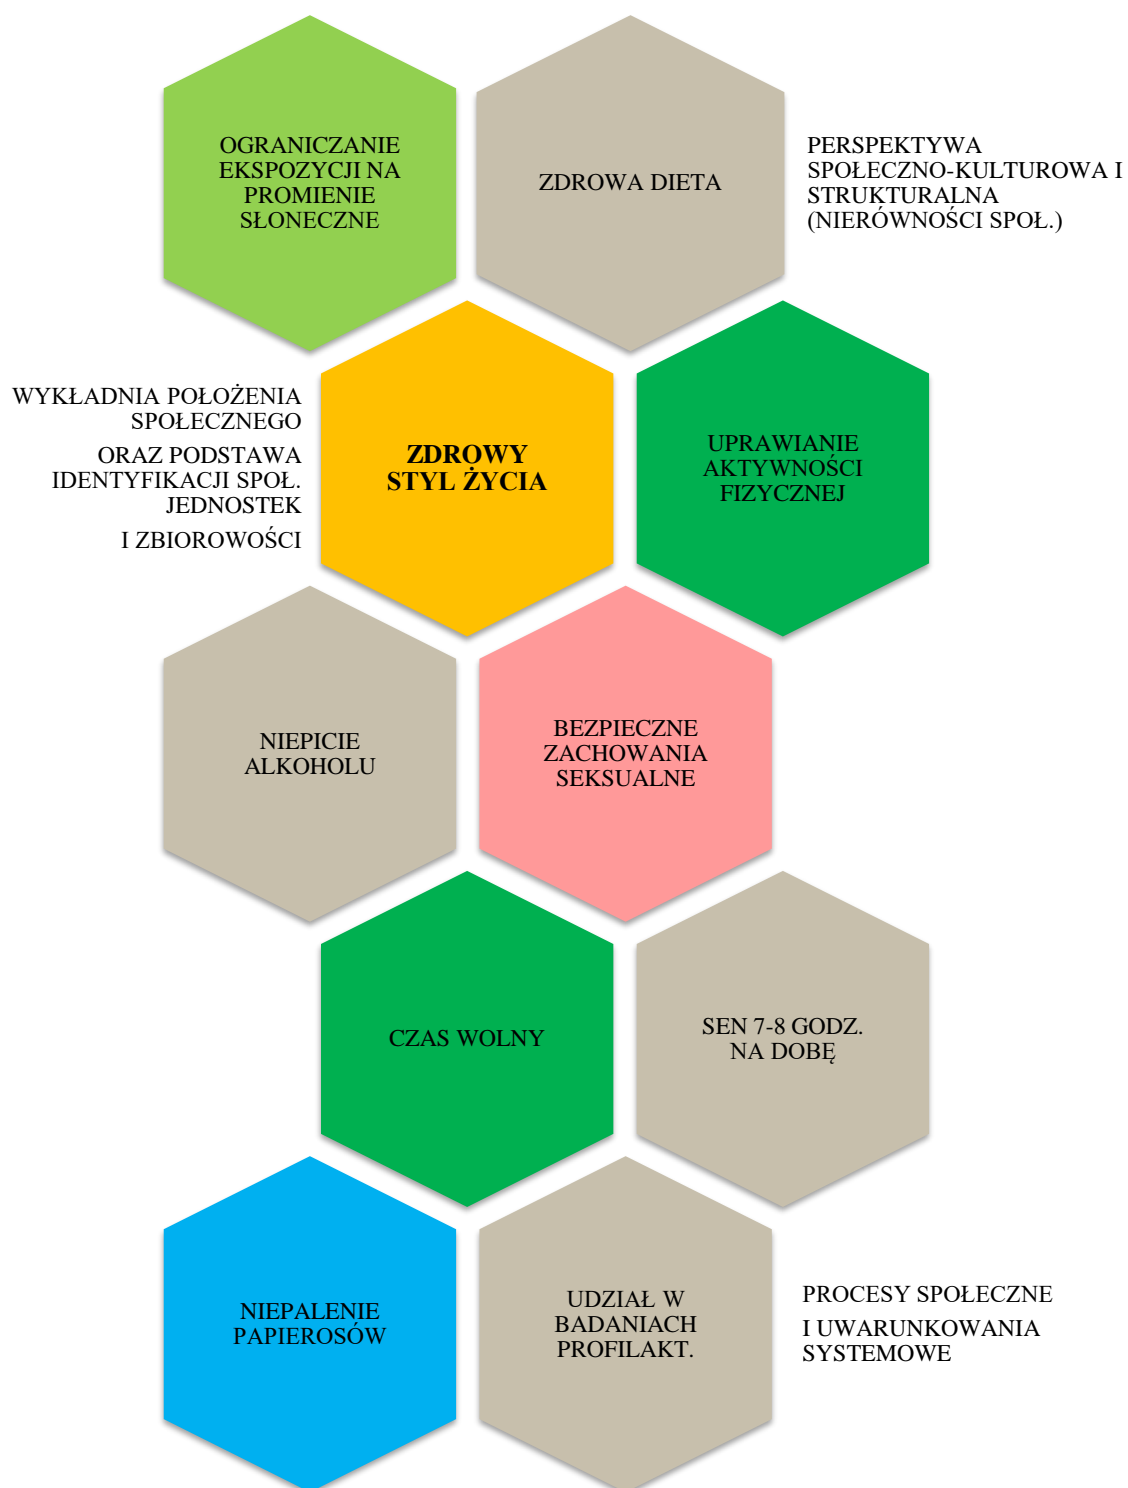 OGRANICZANIE
EKSPOZYCJI NA
PROMIENIE
SŁONECZNE
ZDROWA DIETA
PERSPEKTYWA
SPOŁECZNO-KULTUROWA I
STRUKTURALNA
(NIERÓWNOŚCI SPOŁ.)
WYKŁADNIA POŁOŻENIA
SPOŁECZNEGO
ORAZ PODSTAWA
IDENTYFIKACJI SPOŁ.
JEDNOSTEK
I ZBIOROWOŚCI
ZDROWY
STYL ŻYCIA
UPRAWIANIE
AKTYWNOŚCI
FIZYCZNEJ
NIEPICIE
ALKOHOLU
BEZPIECZNE
ZACHOWANIA
SEKSUALNE
CZAS WOLNY
SEN 7-8 GODZ.
NA DOBĘ
NIEPALENIE
PAPIEROSÓW
UDZIAŁ W
BADANIACH
PROFILAKT.
PROCESY SPOŁECZNE
I UWARUNKOWANIA
SYSTEMOWE